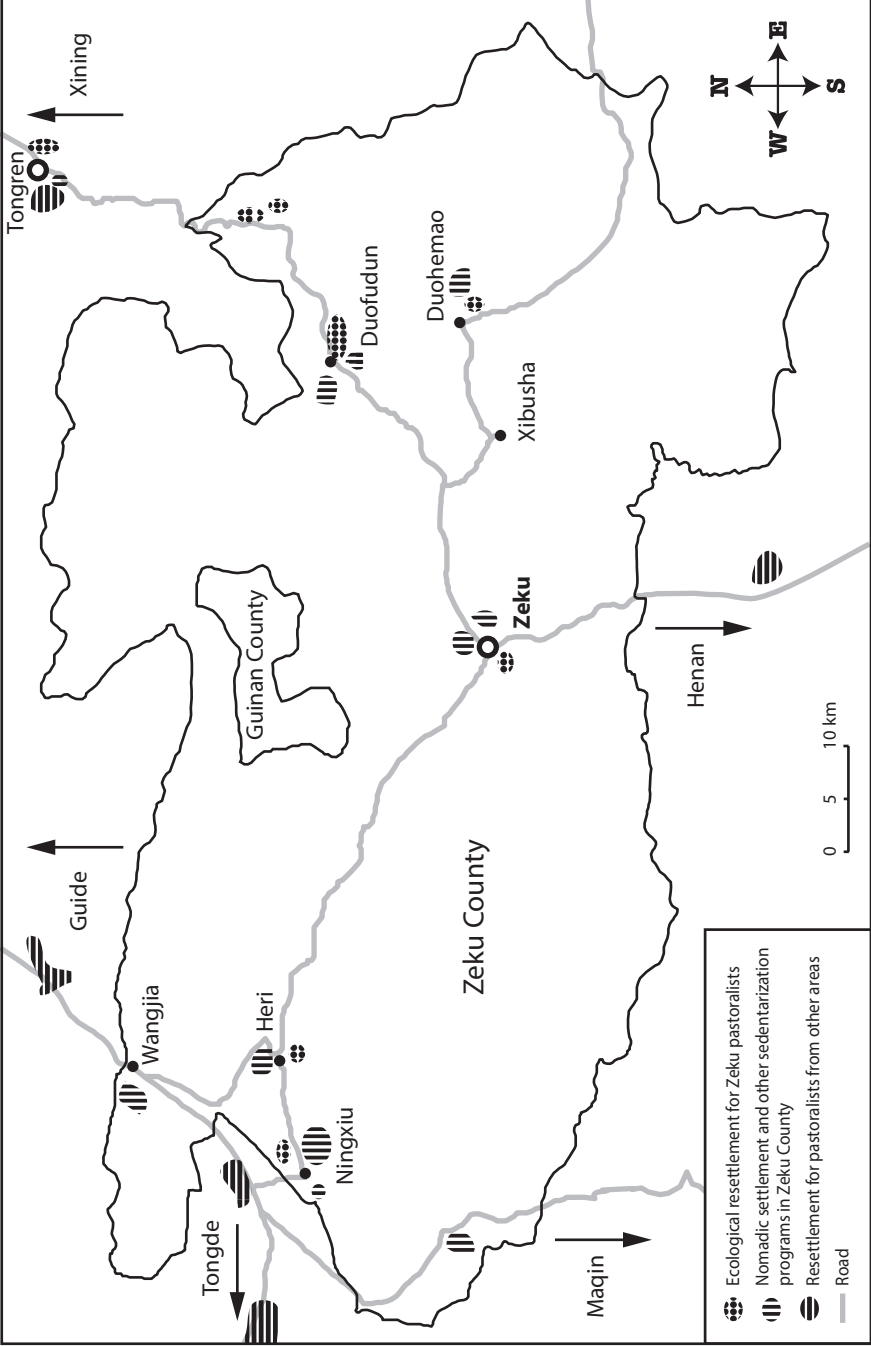 Xining
Tongren
Duofudun
Duohemao
Xibusha
Guinan County
Zeku
Henan
Guide
Wangjia
Heri
Ningxiu
Tongde
Zeku County
Maqin
N
W
E
S
0 5 10 km
Ecological resettlement for Zeku pastoralists
Nomadic settlement and other sedentarization
programs in Zeku County
Resettlement for pastoralists from other areas
Road